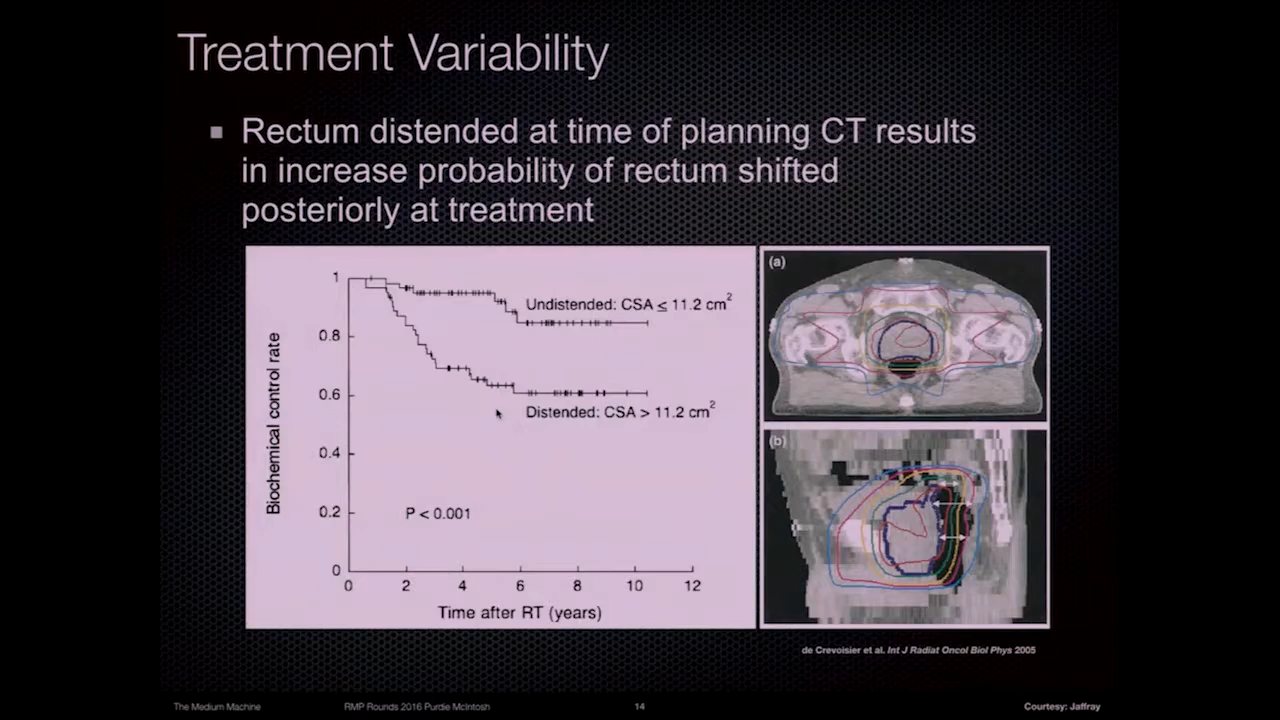 Treatment Variability
Rectum distended at time of planning CT results
in increase probability of rectum shifted
posteriorly at treatment
Biochemical control rate
1
0.8
0.6
0.4
0.2
0
0 2 4 6 8 10 12
Time after RT (years)
Undistended: CSA ≤ 11.2 cm²
Distended: CSA > 11.2 cm²
P < 0.001
(a)
(b)
de Crevoisier et al. Int J Radiat Oncol Biol Phys 2005
The Medium Machine RMP Rounds 2016 Purdie McIntosh 14 Courtesy: Jaffray